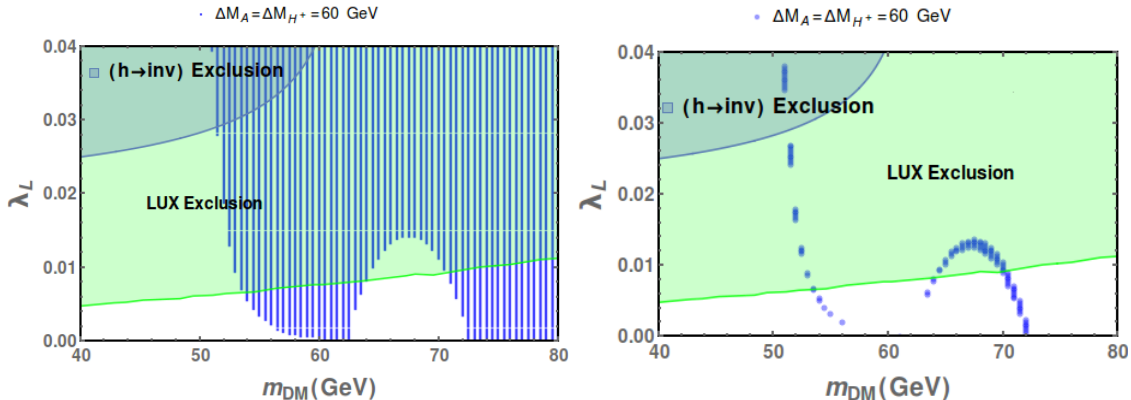 ΔM_A=ΔM_{H^+}=60 GeV
0.04
(h→inv) Exclusion
0.03
λ_L
0.02
LUX Exclusion
0.01
0.00
40 50 60 70 80
m_DM(GeV)
ΔM_A=ΔM_{H^+}=60 GeV
0.04
(h→inv) Exclusion
0.03
λ_L
LUX Exclusion
0.02
0.01
0.00
40 50 60 70 80
m_DM(GeV)